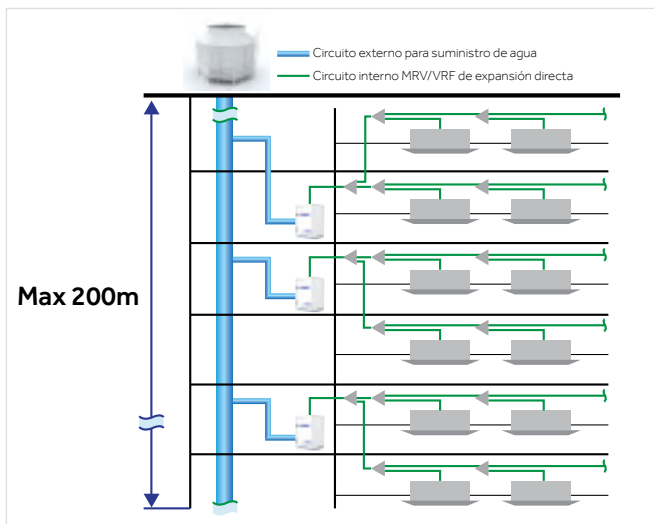 Circuito externo para suministro de agua
Circuito interno MRV/VRF de expansión directa
Max 200m